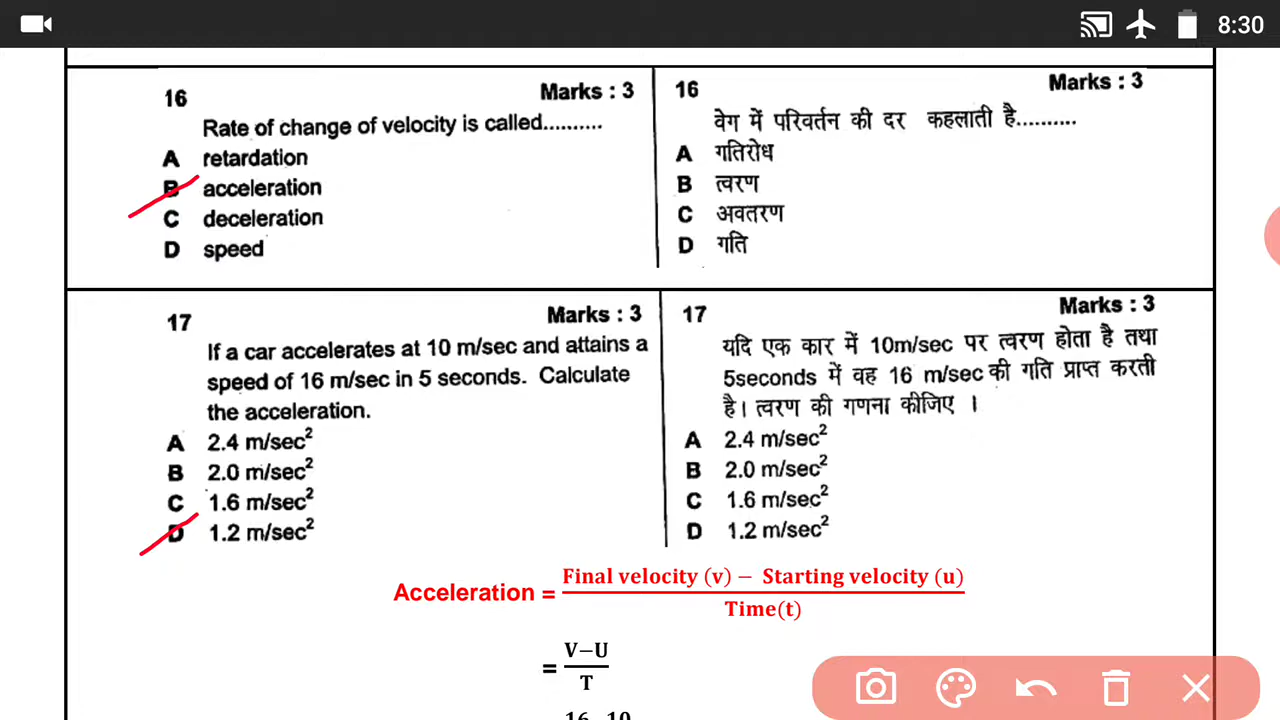 8:30
16 Marks : 3
Rate of change of velocity is called..........
A retardation
B acceleration
C deceleration
D speed
16 Marks : 3
वेग में परिवर्तन की दर कहलाती है..........
A गतिरोध
B त्वरण
C अवतरण
D गति
17 Marks : 3
If a car accelerates at 10 m/sec and attains a
speed of 16 m/sec in 5 seconds. Calculate
the acceleration.
A 2.4 m/sec²
B 2.0 m/sec²
C 1.6 m/sec²
D 1.2 m/sec²
17 Marks : 3
यदि एक कार में 10m/sec पर त्वरण होता है तथा
5seconds में वह 16 m/sec की गति प्राप्त करती
है। त्वरण की गणना कीजिए ।
A 2.4 m/sec²
B 2.0 m/sec²
C 1.6 m/sec²
D 1.2 m/sec²
Acceleration = Final velocity (v) − Starting velocity (u)
Time(t)
= V−U
T
16 10